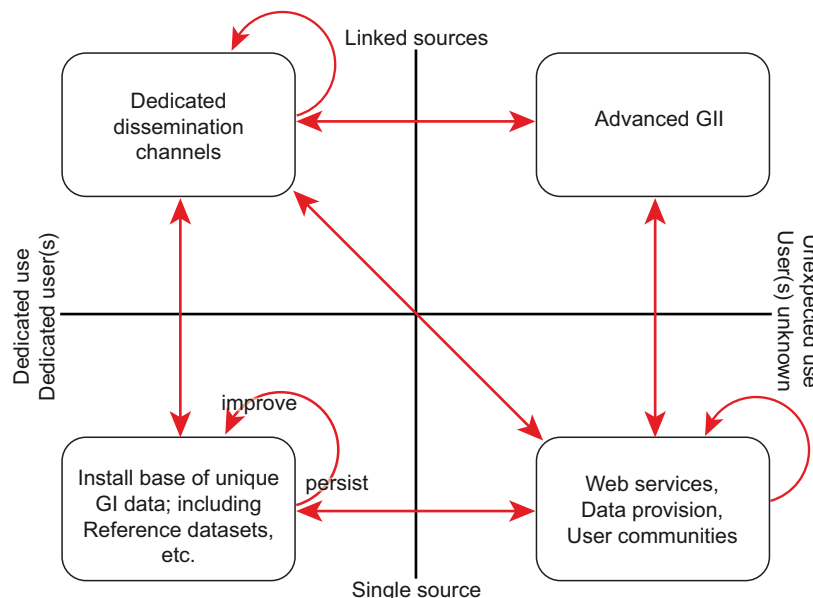 Linked sources
Dedicated
dissemination
channels
Advanced GII
Dedicated use
Dedicated user(s)
Unexpected use
User(s) unknown
improve
persist
Install base of unique
GI data; including
Reference datasets,
etc.
Web services,
Data provision,
User communities
Single source